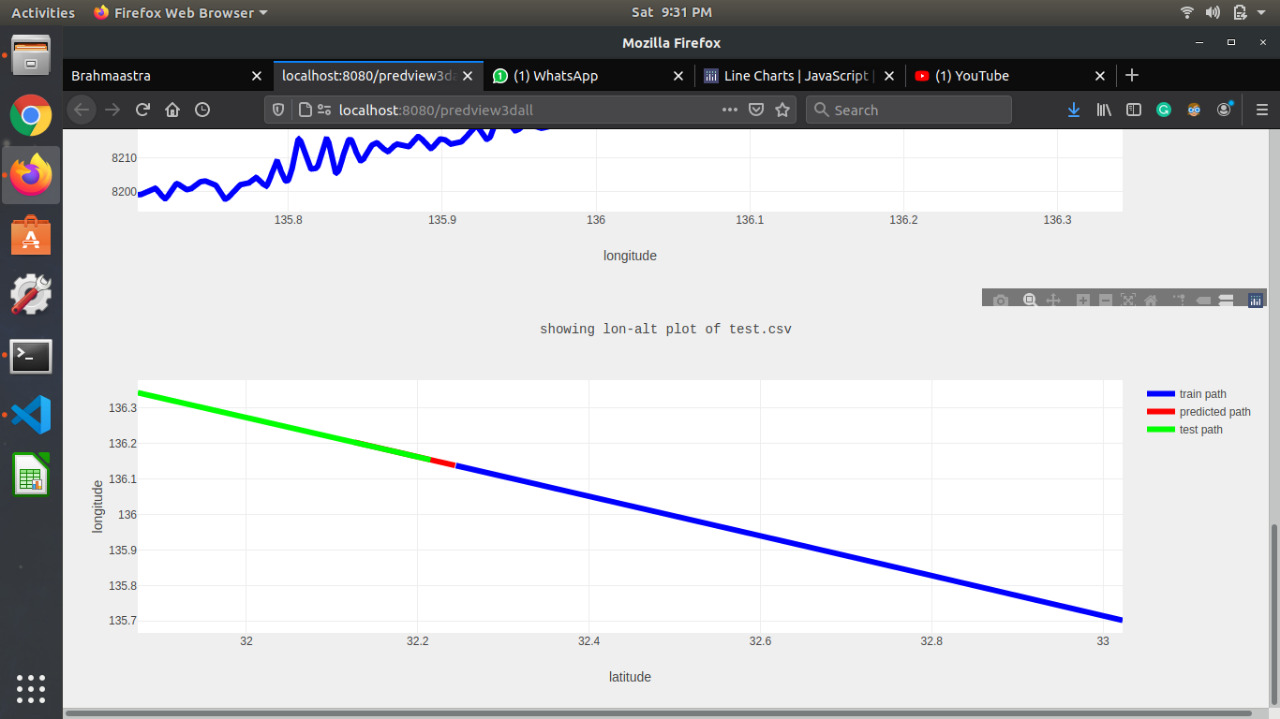 Activities Firefox Web Browser Sat 9:31 PM
Mozilla Firefox
Brahmaastra localhost:8080/predview3da (1) WhatsApp Line Charts | JavaScript | (1) YouTube
localhost:8080/predview3dall Search
8210
8200
135.8 135.9 136 136.1 136.2 136.3
longitude
showing lon-alt plot of test.csv
train path
predicted path
test path
136.3
136.2
136.1
136
135.9
135.8
135.7
longitude
32 32.2 32.4 32.6 32.8 33
latitude